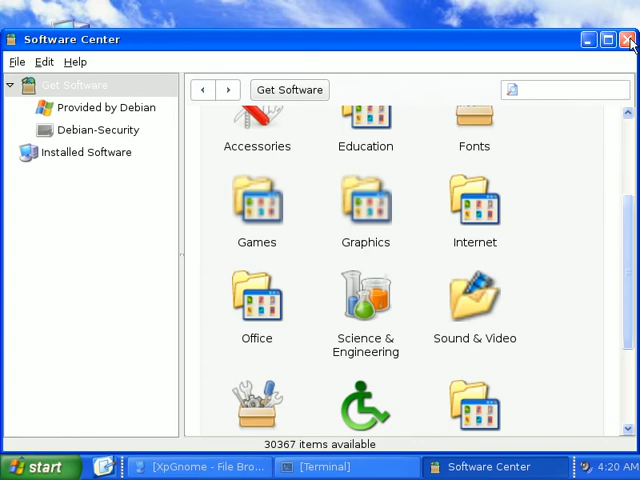 Software Center
File Edit Help
Get Software
Provided by Debian
Debian-Security
Installed Software
Get Software
Accessories Education Fonts
Games Graphics Internet
Office Science & Engineering Sound & Video
30367 items available
start [XpGnome - File Bro... [Terminal] Software Center 4:20 AM